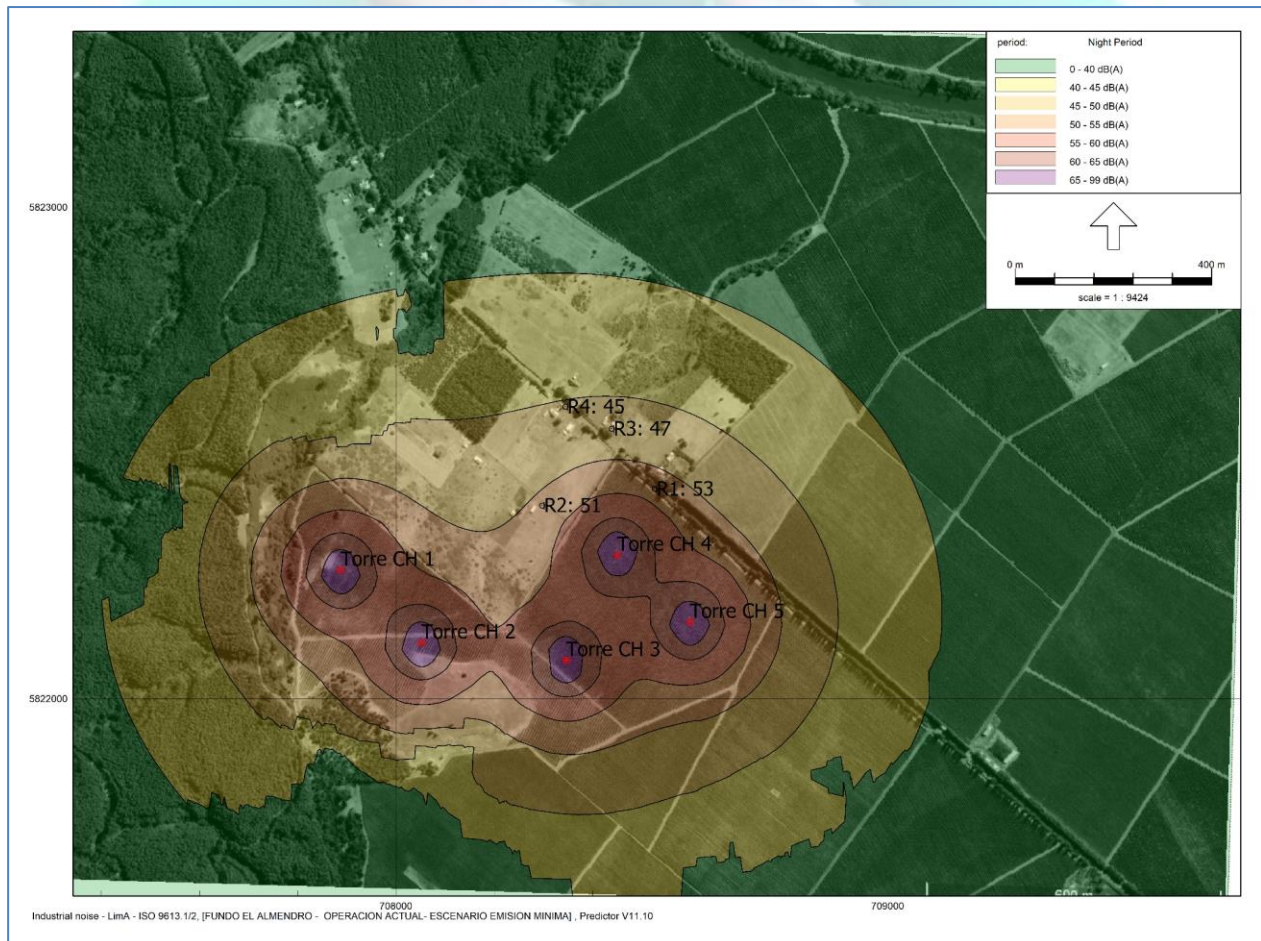 period: Night Period
0 - 40 dB(A)
40 - 45 dB(A)
45 - 50 dB(A)
50 - 55 dB(A)
55 - 60 dB(A)
60 - 65 dB(A)
65 - 99 dB(A)
0 m 400 m
scale = 1 : 9424
5823000
R4: 45
R3: 47
R1: 53
R2: 51
Torre CH 4
Torre CH 1
Torre CH 5
Torre CH 2
Torre CH 3
5822000
708000 709000
Industrial noise - LimA - ISO 9613.1/2, [FUNDO EL ALMENDRO - OPERACION ACTUAL- ESCENARIO EMISION MINIMA] , Predictor V11.10